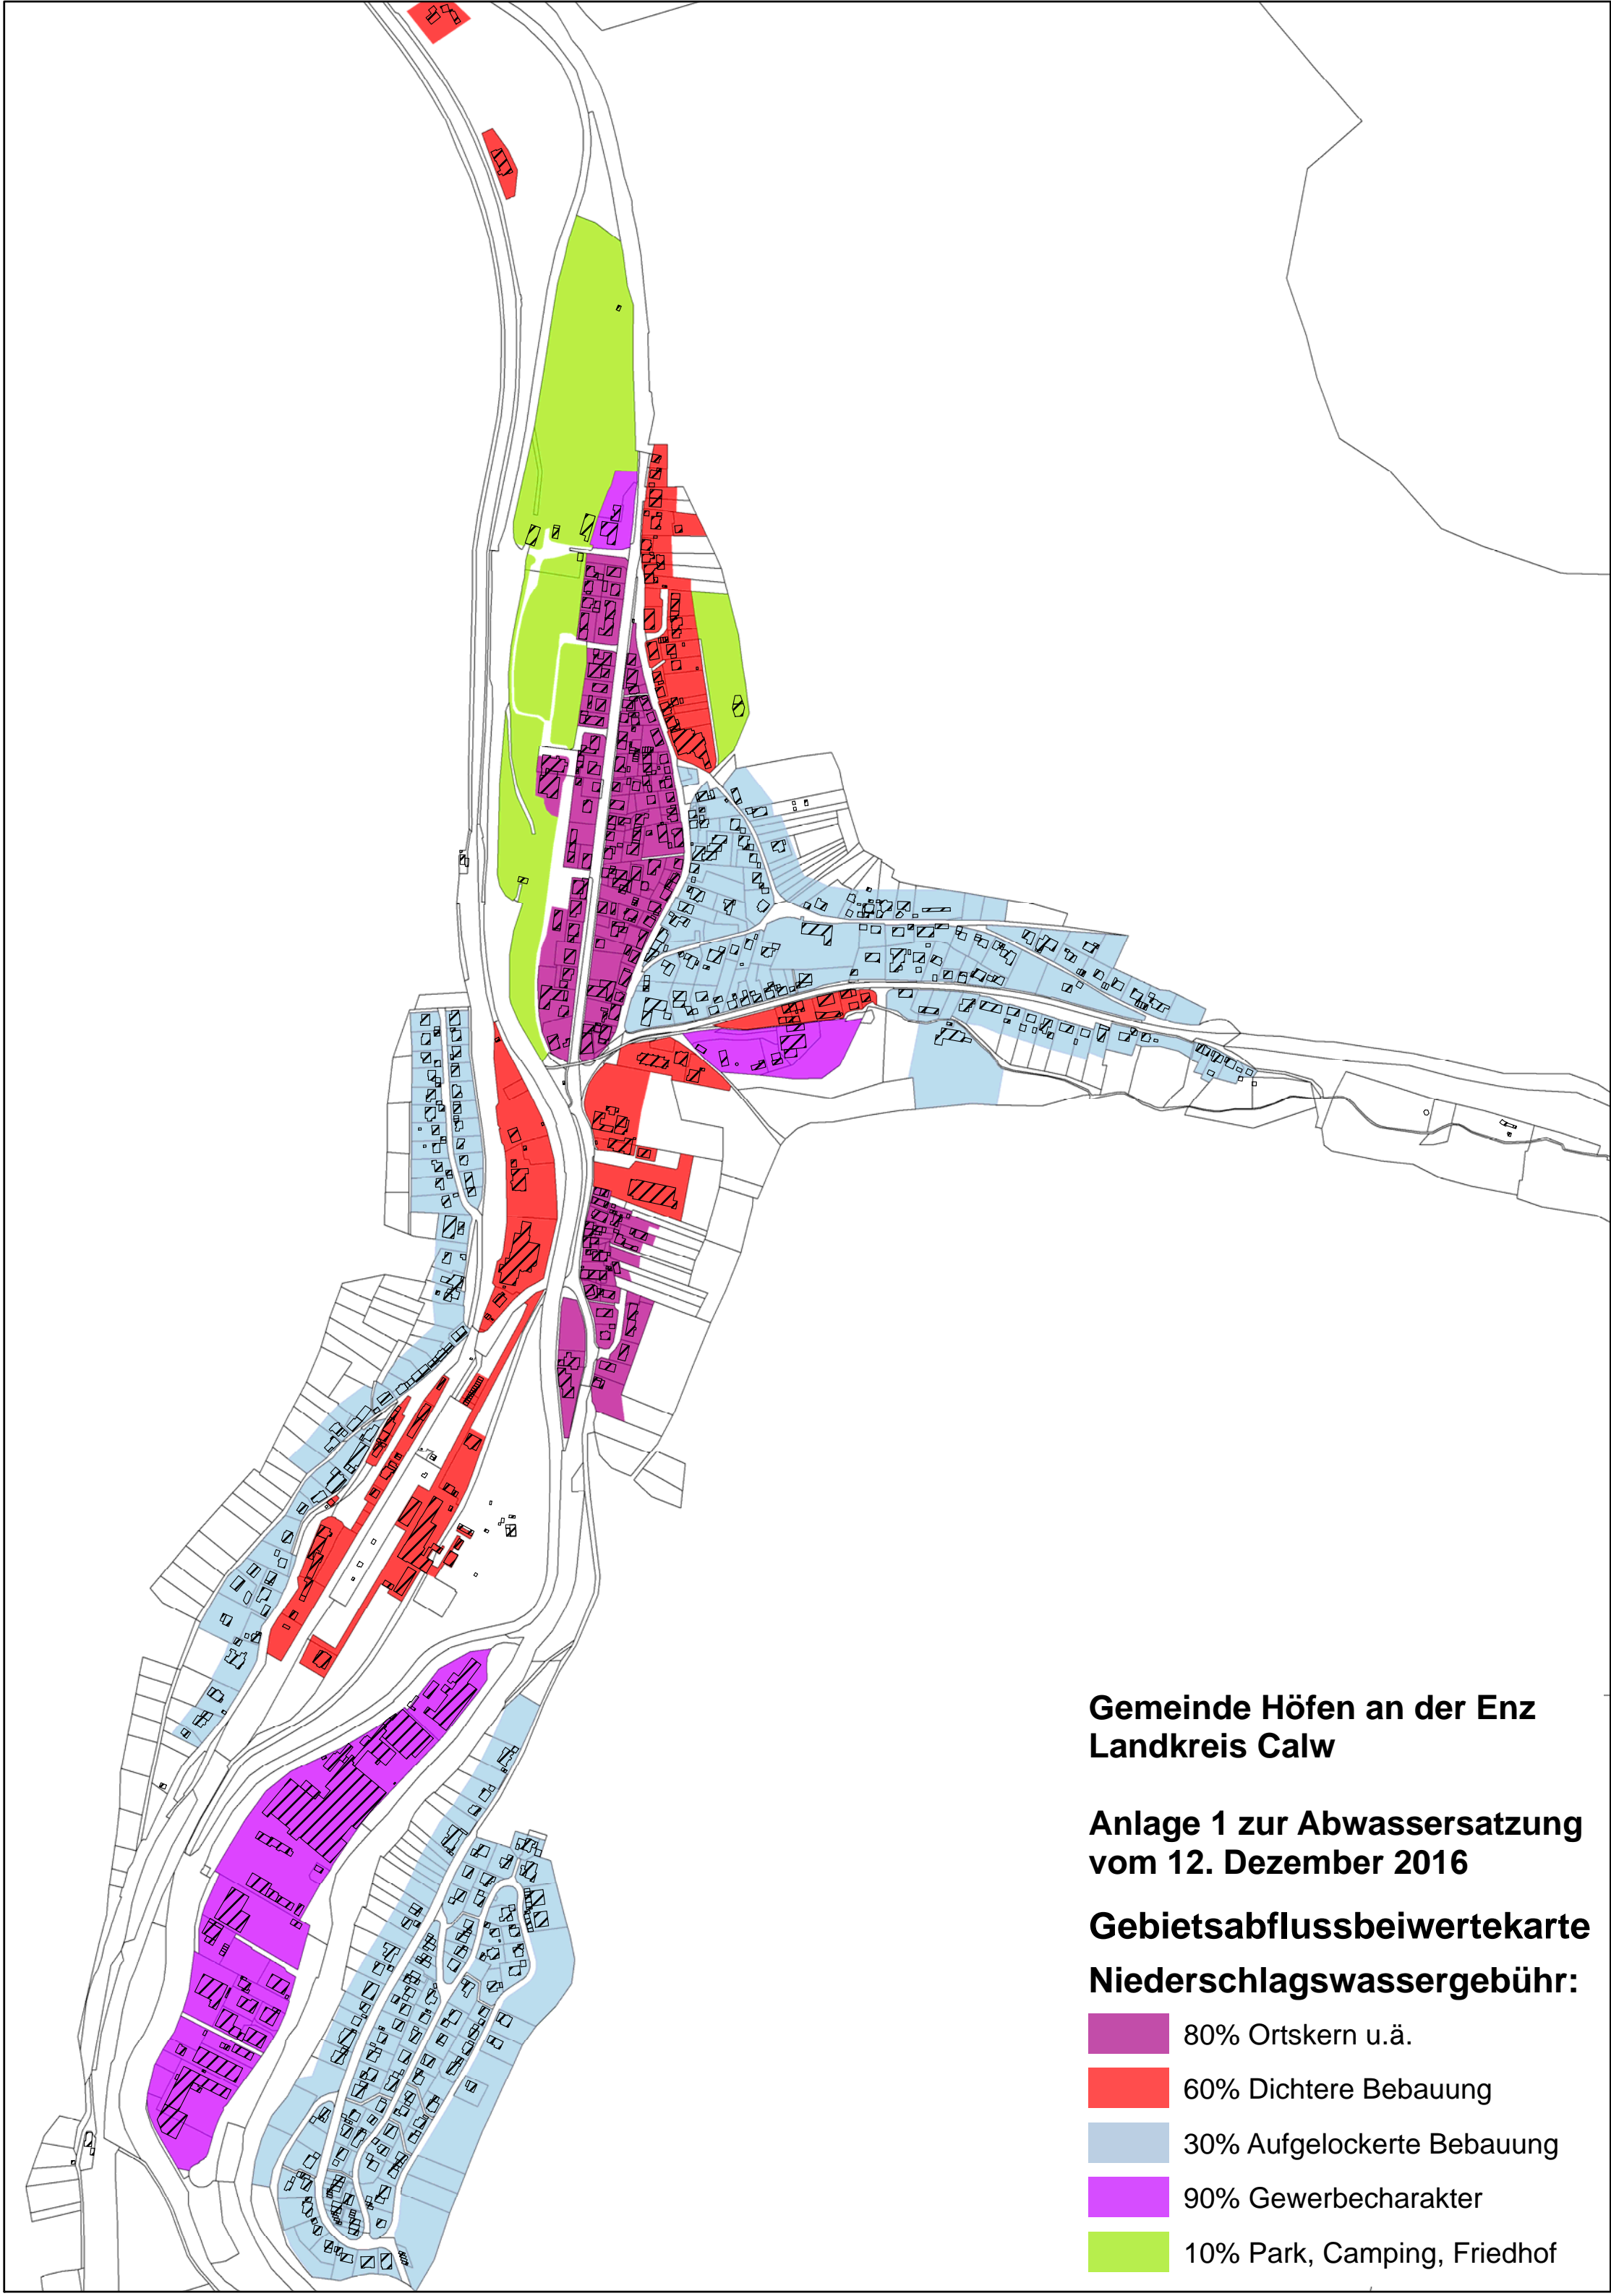 Gemeinde Höfen an der Enz
Landkreis Calw
Anlage 1 zur Abwassersatzung
vom 12. Dezember 2016
Gebietsabflussbeiwertekarte
Niederschlagswassergebühr:
80% Ortskern u.ä.
60% Dichtere Bebauung
30% Aufgelockerte Bebauung
90% Gewerbecharakter
10% Park, Camping, Friedhof